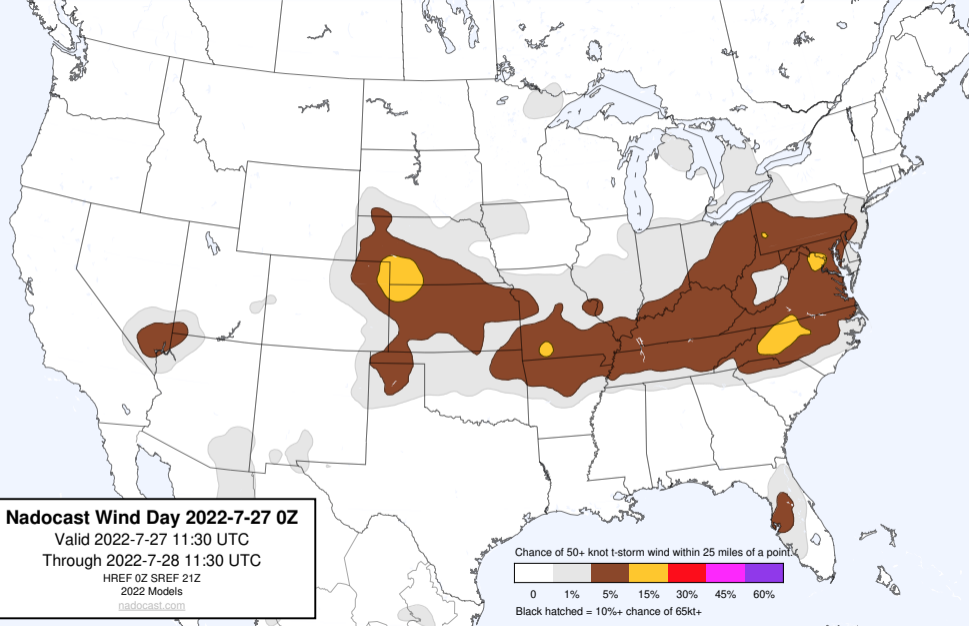 Nadocast Wind Day 2022-7-27 0Z
Valid 2022-7-27 11:30 UTC
Through 2022-7-28 11:30 UTC
HREF 0Z SREF 21Z
2022 Models
nadocast.com
Chance of 50+ knot t-storm wind within 25 miles of a point.
0 1% 5% 15% 30% 45% 60%
Black hatched = 10%+ chance of 65kt+